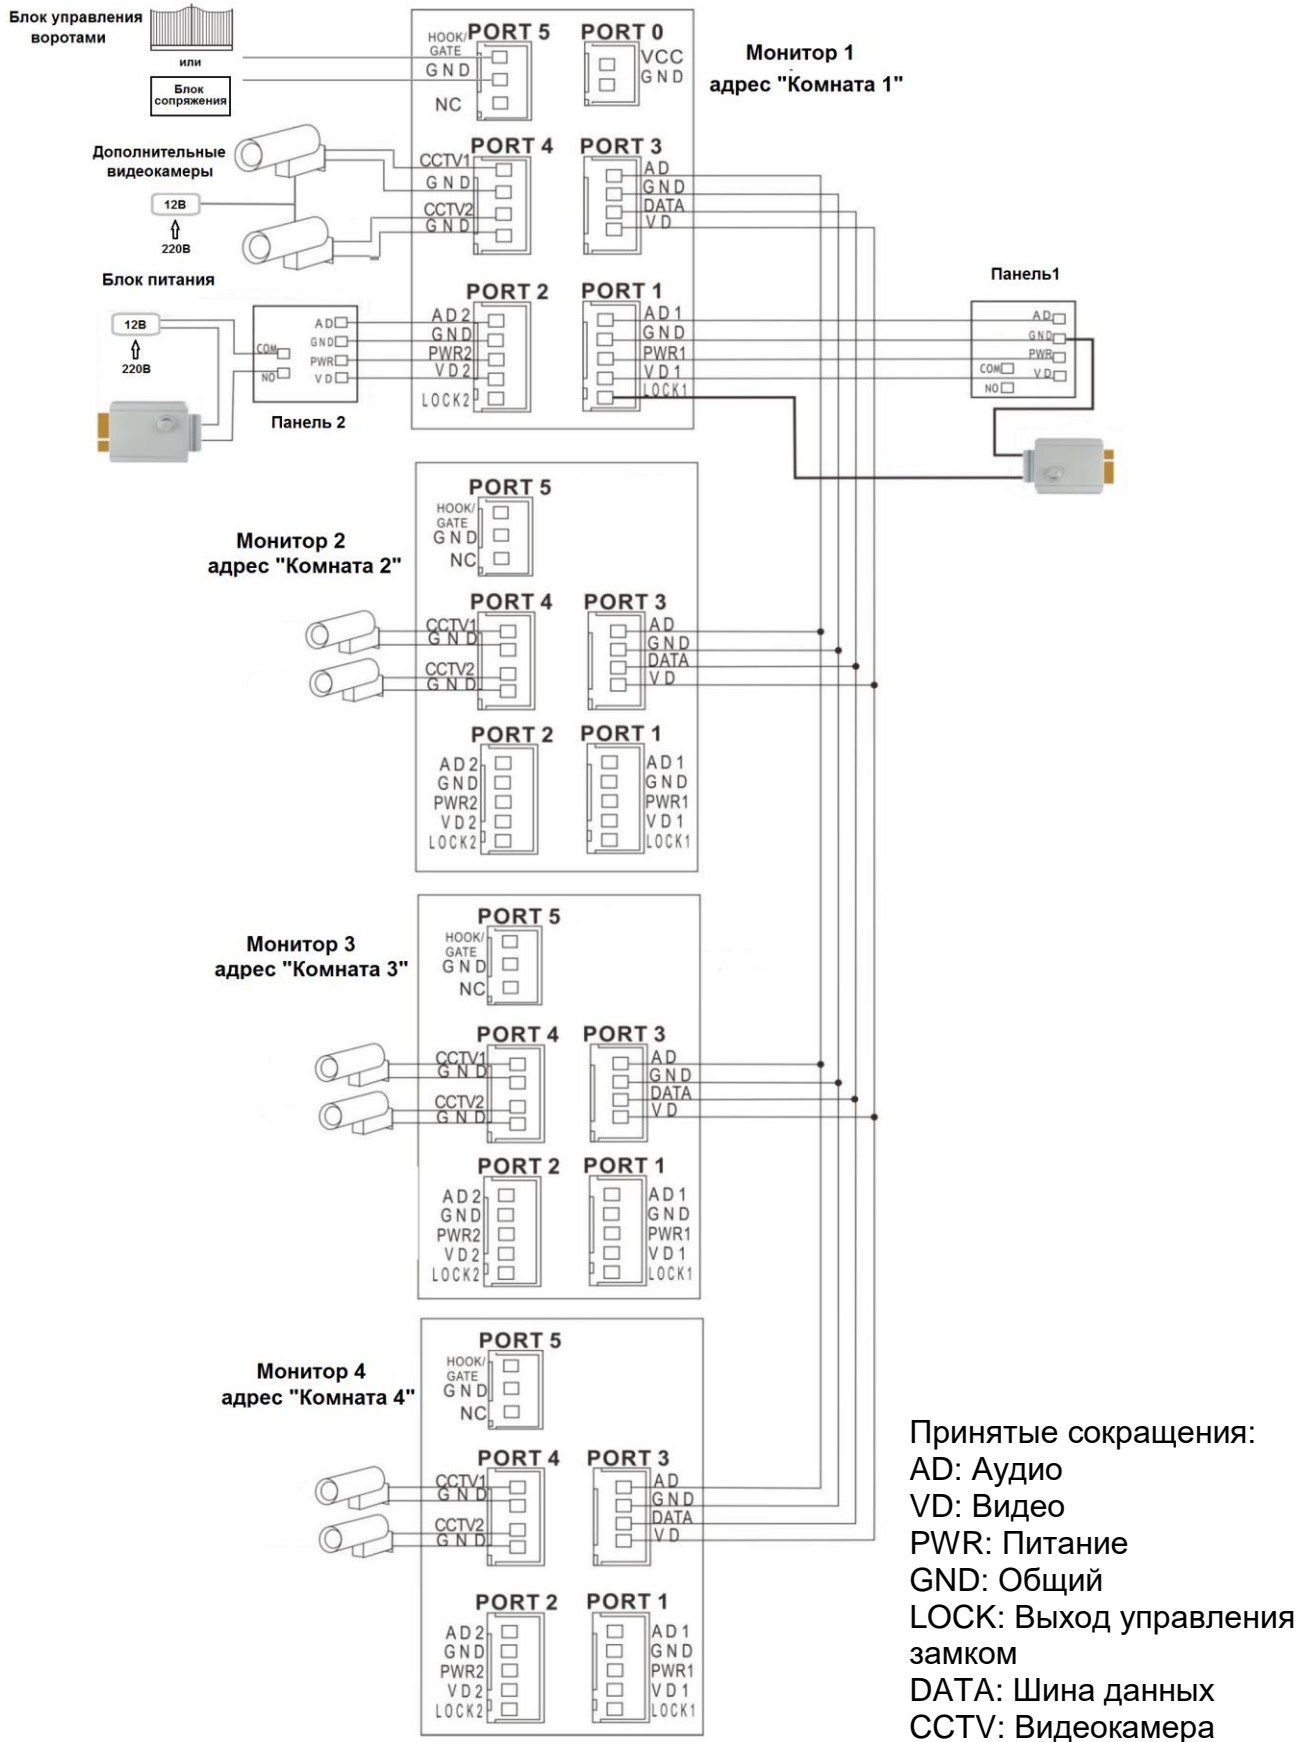 Блок управления
воротами
или
Блок
сопряжения
PORT 5
HOOK/
GATE
GND
NC
PORT 0
VCC
GND
Монитор 1
адрес "Комната 1"
Дополнительные
видеокамеры
12В
220В
PORT 4
CCTV1
GND
CCTV2
GND
PORT 3
AD
GND
DATA
VD
Блок питания
12В
220В
COM
NO
AD
GND
PWR
VD
Панель 2
PORT 2
AD2
GND
PWR2
VD2
LOCK2
PORT 1
AD1
GND
PWR1
VD1
LOCK1
Панель1
AD
GND
PWR
VD
COM
NO
Монитор 2
адрес "Комната 2"
PORT 5
HOOK/
GATE
GND
NC
PORT 4
CCTV1
GND
CCTV2
GND
PORT 3
AD
GND
DATA
VD
PORT 2
AD2
GND
PWR2
VD2
LOCK2
PORT 1
AD1
GND
PWR1
VD1
LOCK1
Монитор 3
адрес "Комната 3"
PORT 5
HOOK/
GATE
GND
NC
PORT 4
CCTV1
GND
CCTV2
GND
PORT 3
AD
GND
DATA
VD
PORT 2
AD2
GND
PWR2
VD2
LOCK2
PORT 1
AD1
GND
PWR1
VD1
LOCK1
Монитор 4
адрес "Комната 4"
PORT 5
HOOK/
GATE
GND
NC
PORT 4
CCTV1
GND
CCTV2
GND
PORT 3
AD
GND
DATA
VD
PORT 2
AD2
GND
PWR2
VD2
LOCK2
PORT 1
AD1
GND
PWR1
VD1
LOCK1
Принятые сокращения:
AD: Аудио
VD: Видео
PWR: Питание
GND: Общий
LOCK: Выход управления
замком
DATA: Шина данных
CCTV: Видеокамера